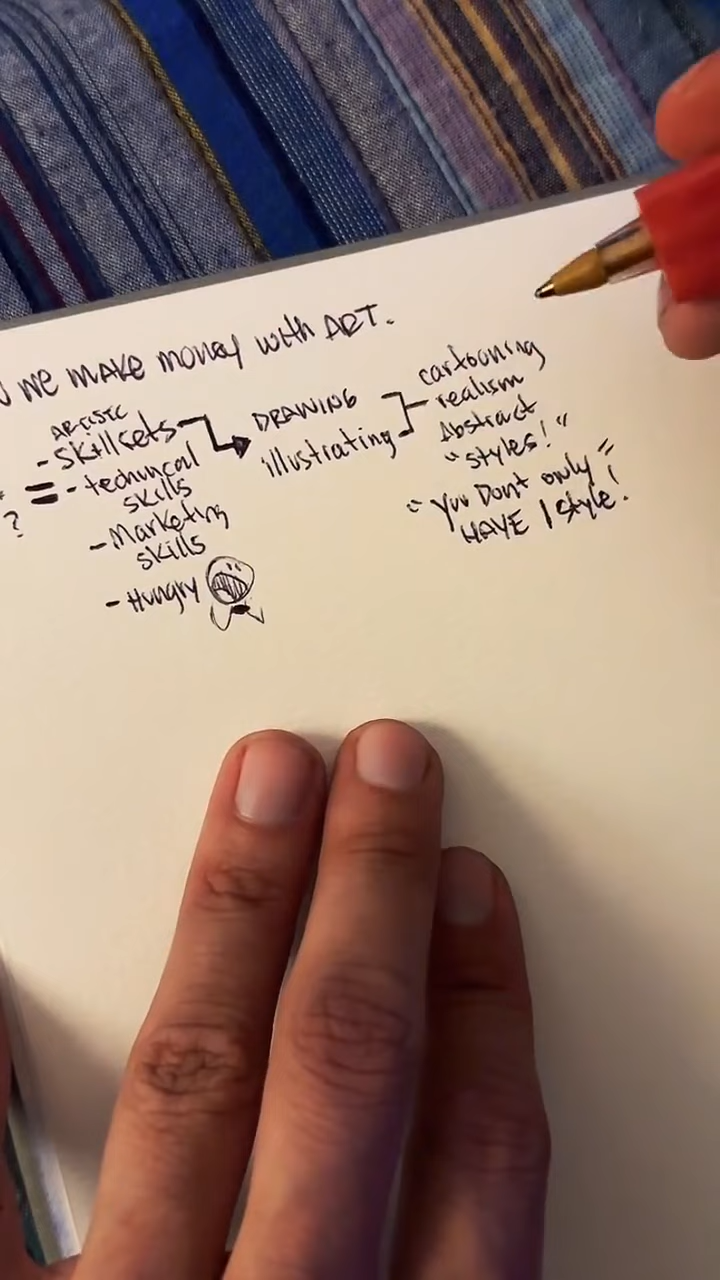 we MAKE money with ART.
ARTISTIC
- Skillsets
= - technical
skills
?
- Marketing
skills
- Hungry
DRAWING
illustrating
cartooning
realism
Abstract
"styles!"
"You Dont only
HAVE 1 style!"